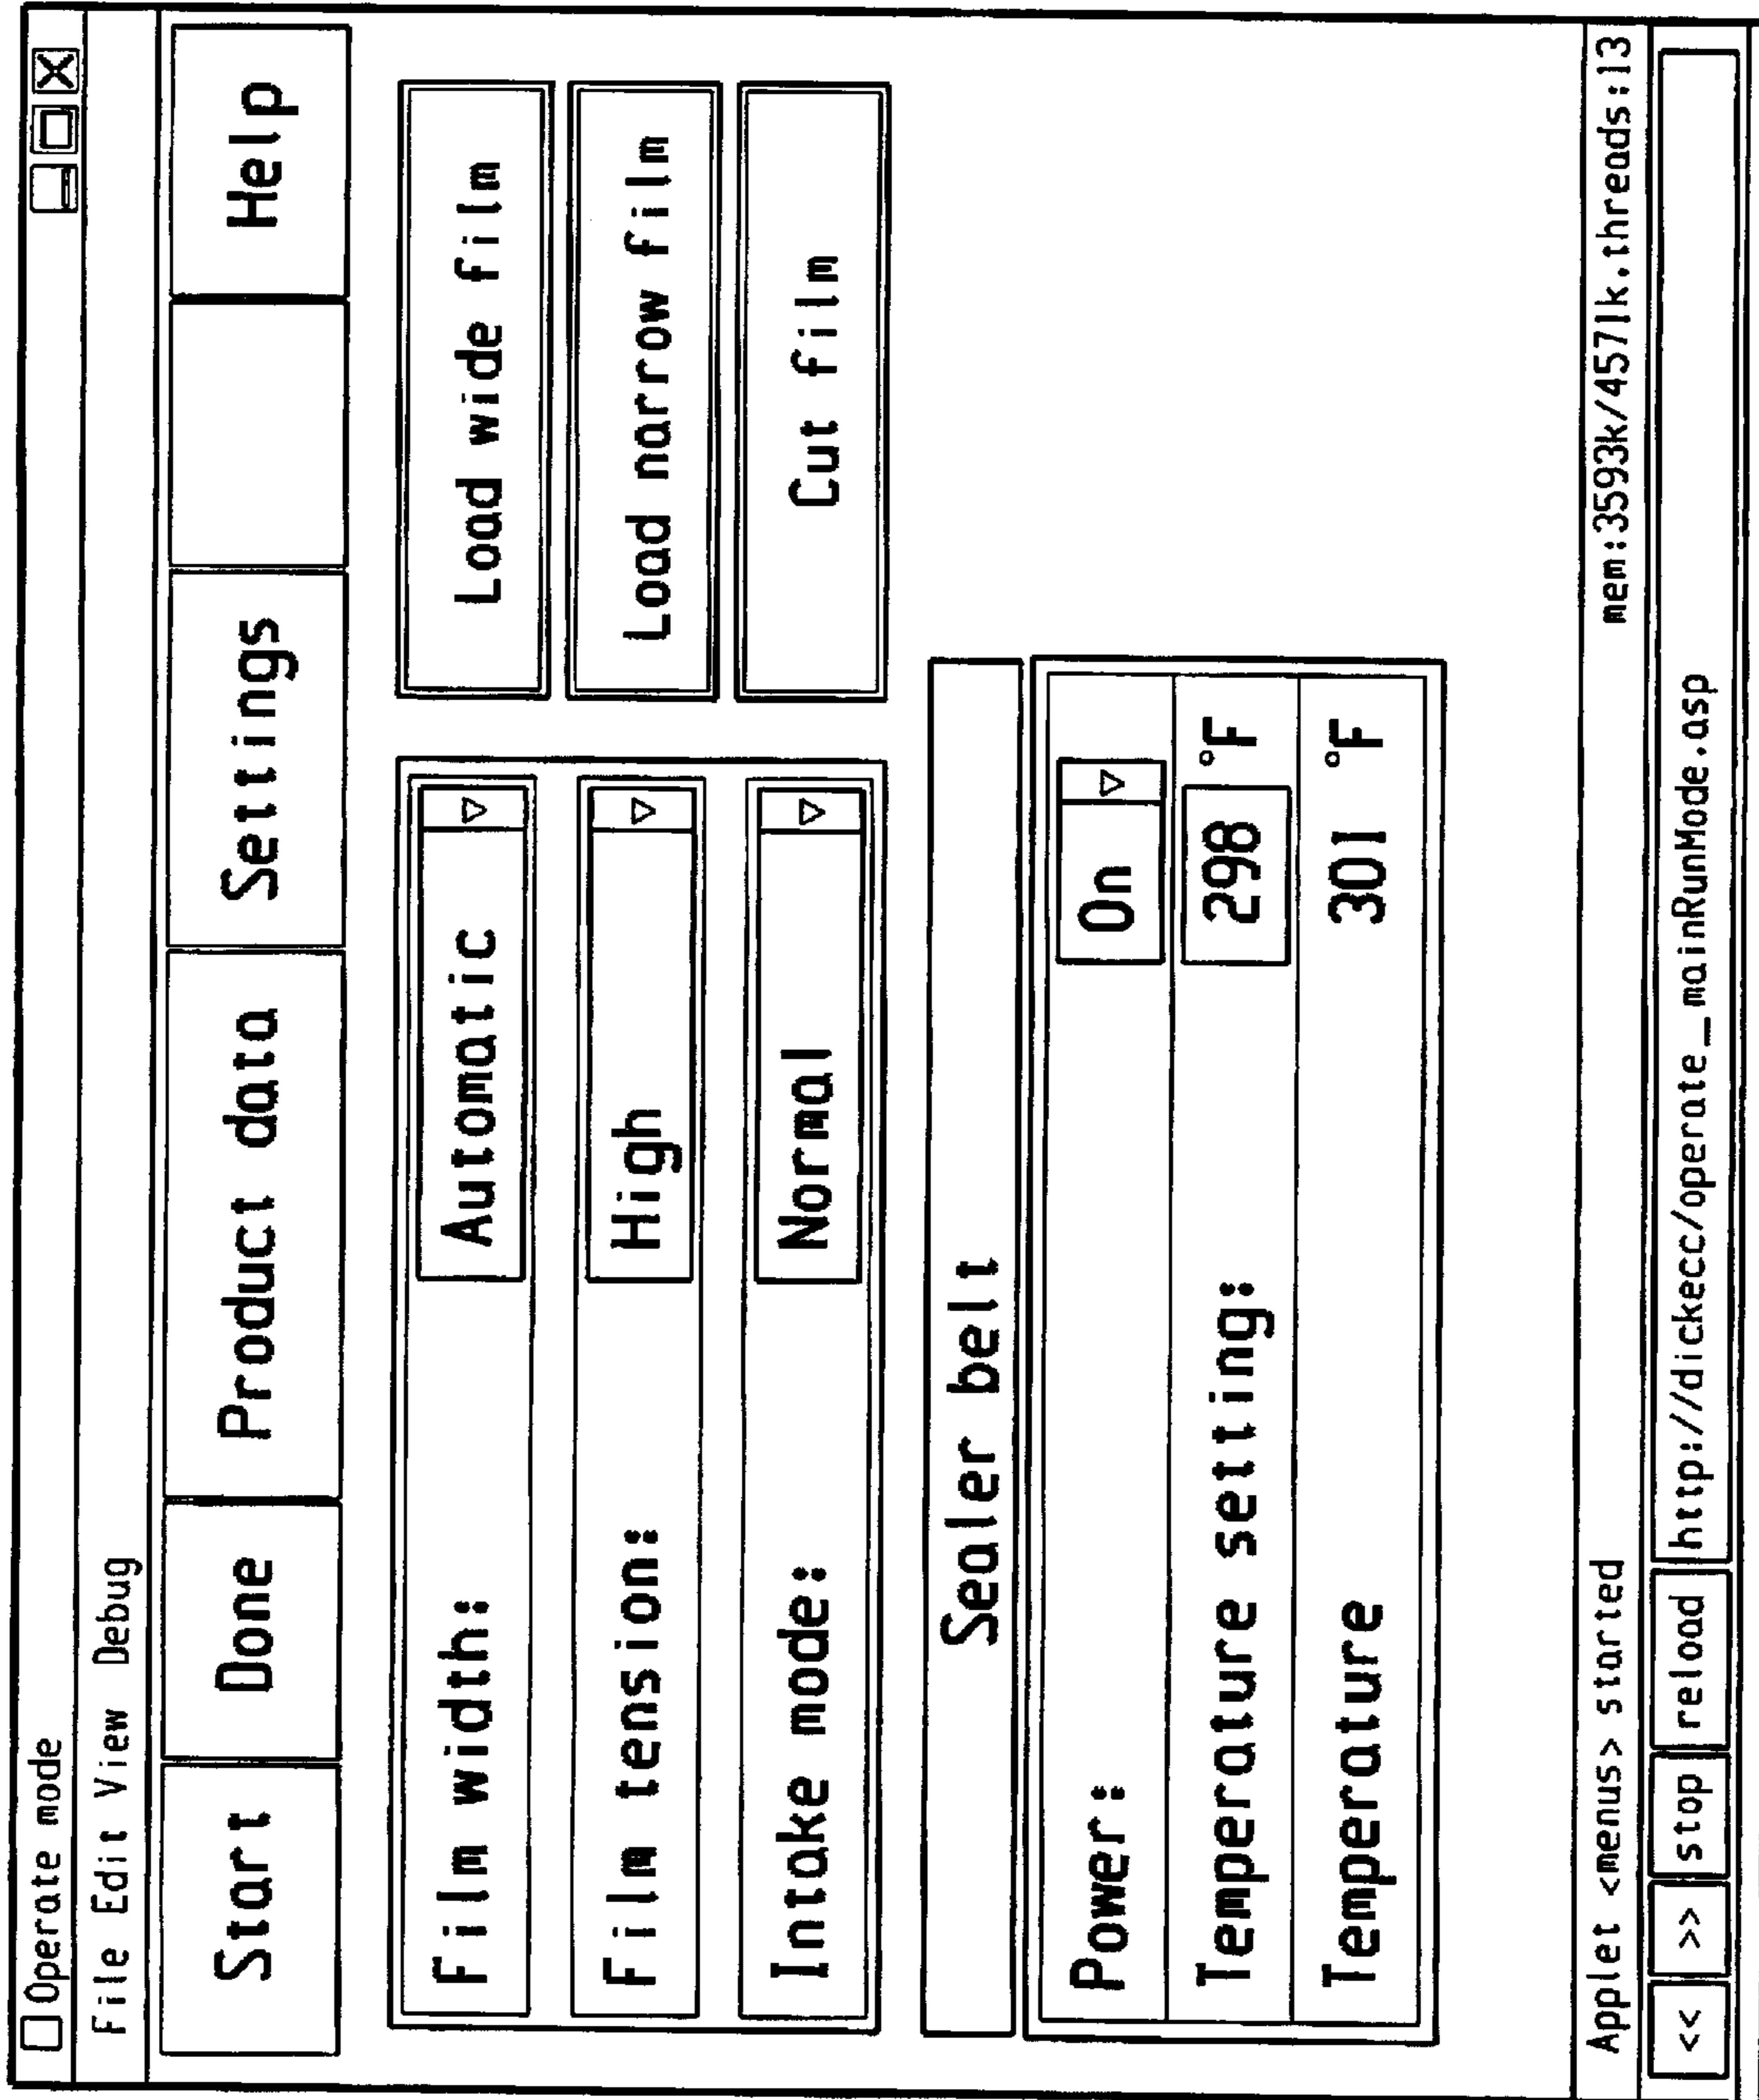 Operate mode
File Edit View Debug
Start Done Product data Settings Help
Film width: Automatic Load wide film
Film tension: High Load narrow film
Intake mode: Normal Cut film
Sealer belt
Power: On
Temperature setting: 298 °F
Temperature 301 °F
Applet <menus> started mem:3593k/4571k.threads:13
<< >> stop reload http://dickecc/operate_mainRunMode.asp